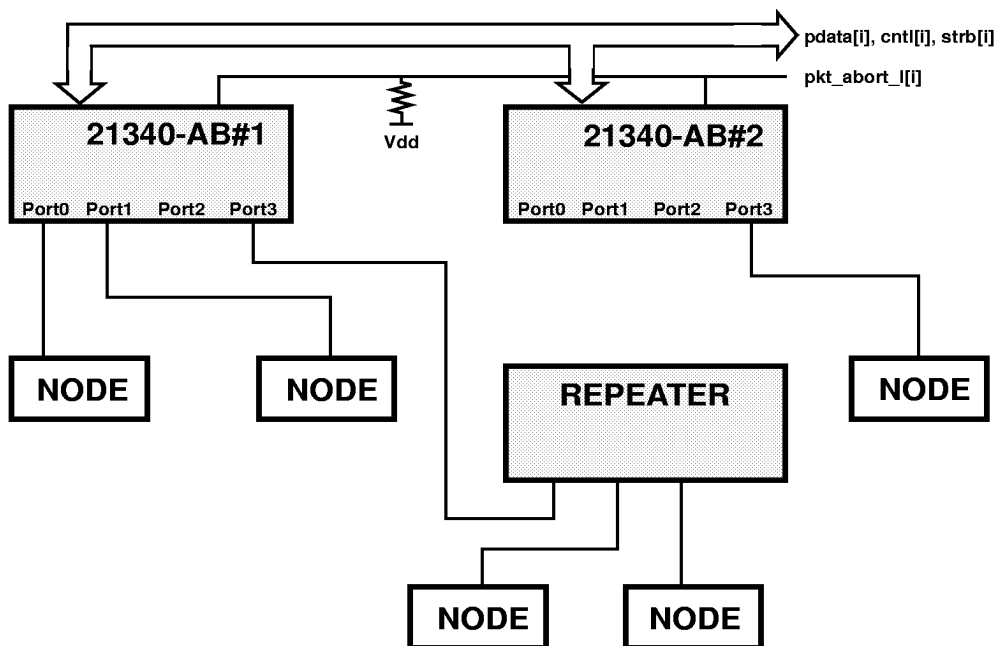 pdata[i], cntl[i], strb[i]
pkt_abort_l[i]
Vdd
21340-AB#1
Port0 Port1 Port2 Port3
21340-AB#2
Port0 Port1 Port2 Port3
NODE
NODE
REPEATER
NODE
NODE
NODE